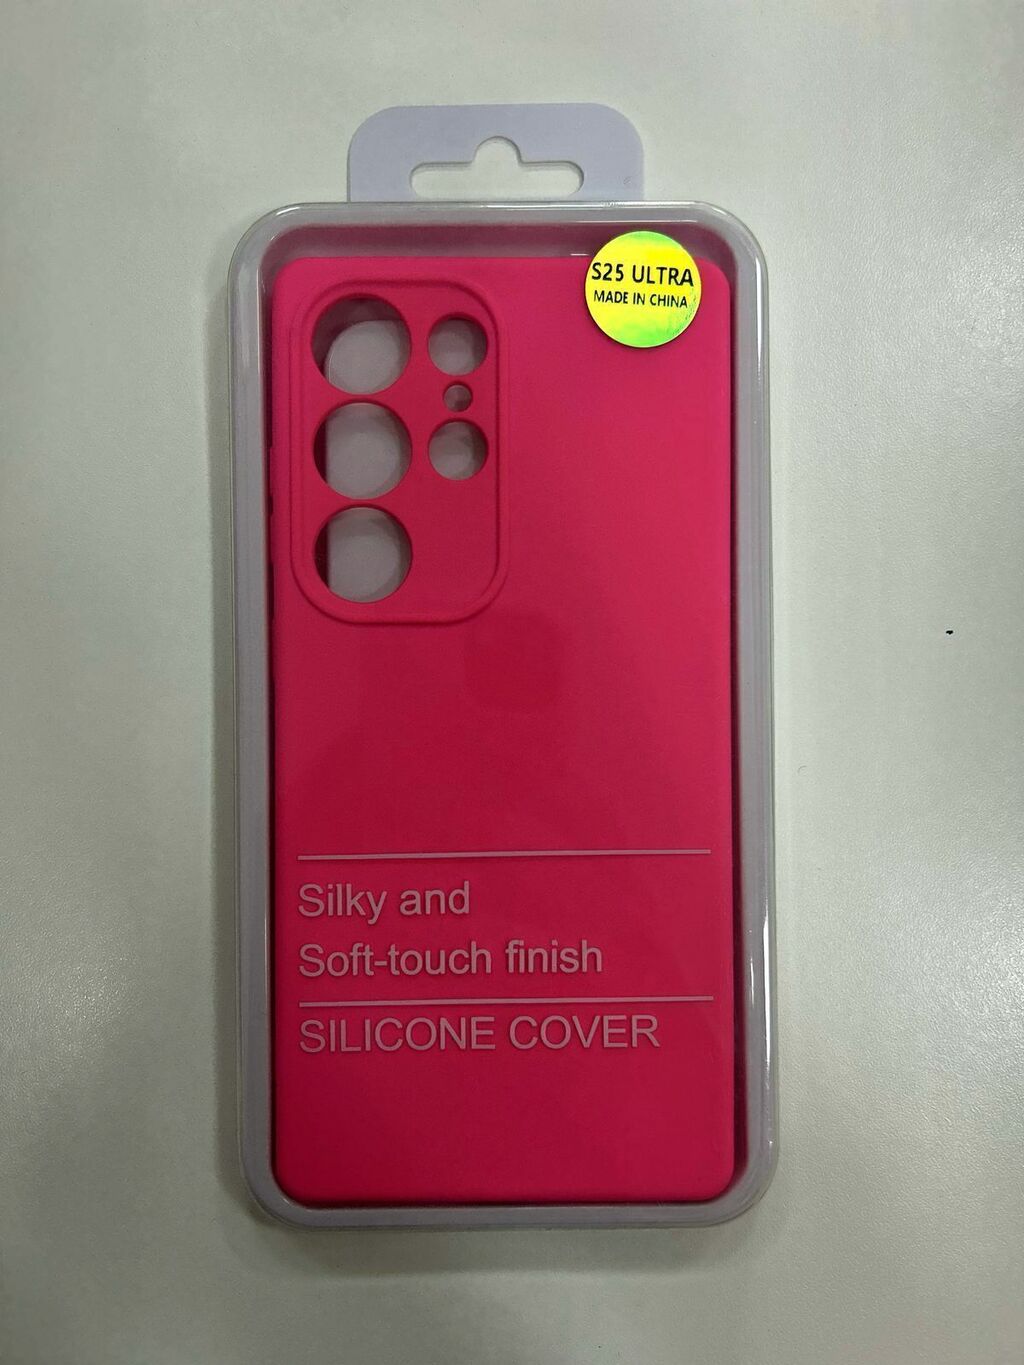 S25 ULTRA
MADE IN CHINA
Silky and
Soft-touch finish
SILICONE COVER